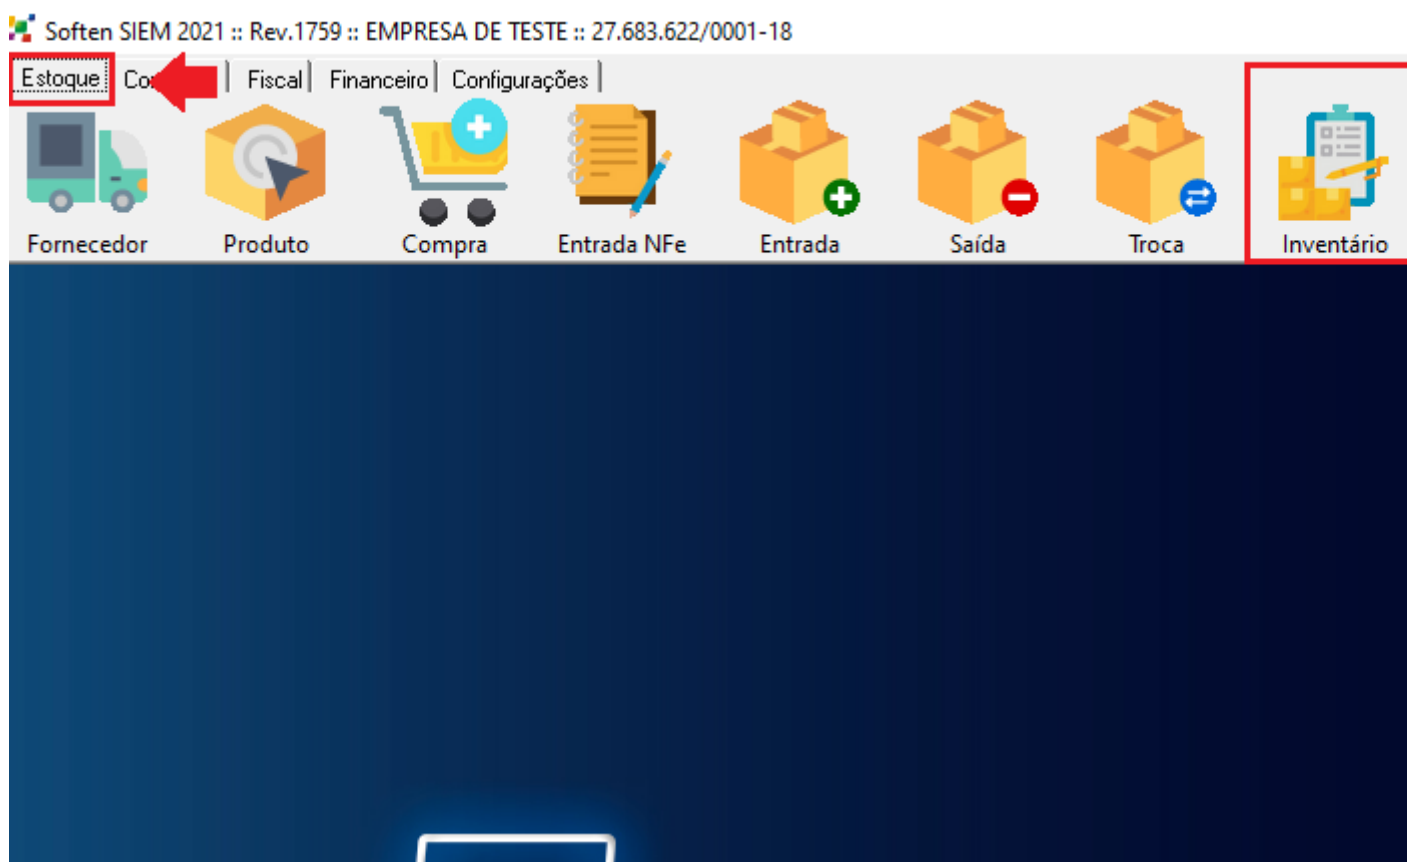 Soften SIEM 2021 :: Rev.1759 :: EMPRESA DE TESTE :: 27.683.622/0001-18
Estoque Fiscal Financeiro Configurações
Fornecedor Produto Compra Entrada NFe Entrada Saída Troca Inventário